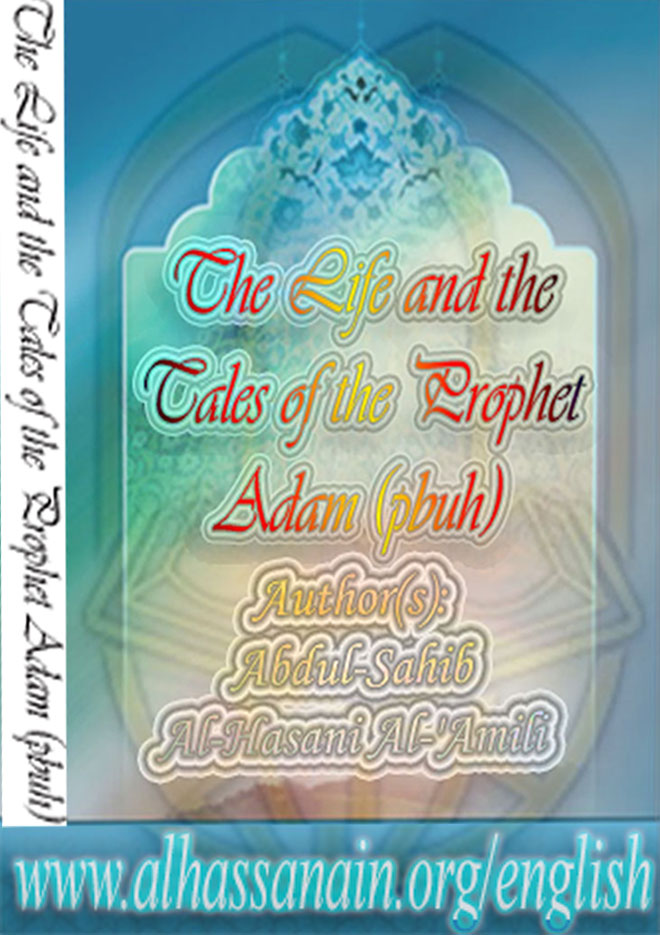 The Life and the Tales of the Prophet Adam (pbuh)
The Life and the
Tales of the Prophet
Adam (pbuh)
Author(s):
Abdul-Sahib
Al-Hasani Al-'Amili
www.alhassanain.org/english